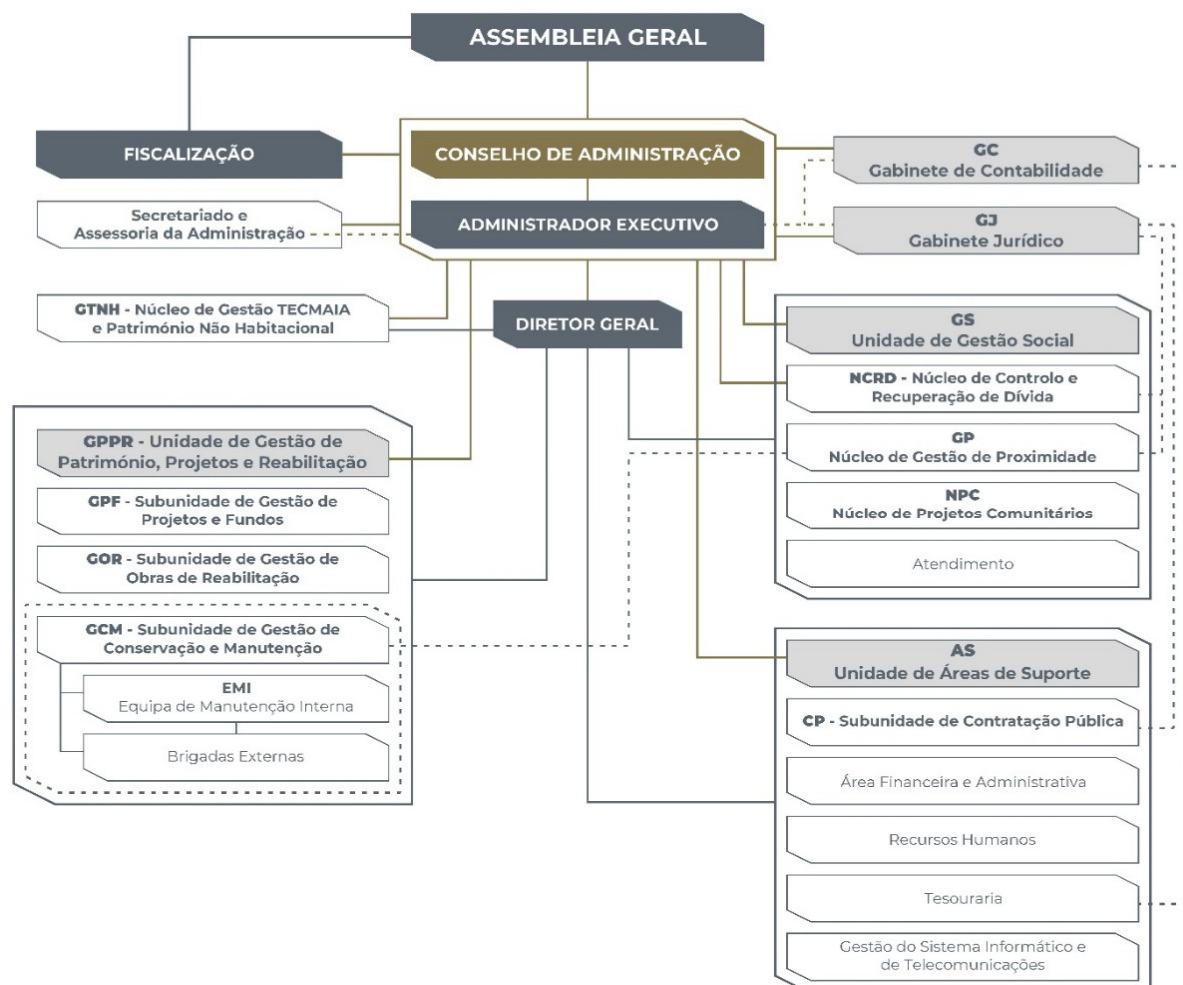 ASSEMBLEIA GERAL
FISCALIZAÇÃO
CONSELHO DE ADMINISTRAÇÃO
GC
Gabinete de Contabilidade
Secretariado e
Assessoria da Administração
ADMINISTRADOR EXECUTIVO
GJ
Gabinete Jurídico
GTNH - Núcleo de Gestão TECMAIA
e Património Não Habitacional
DIRETOR GERAL
GS
Unidade de Gestão Social
NCRD - Núcleo de Controlo e
Recuperação de Dívida
GP
Núcleo de Gestão de Proximidade
NPC
Núcleo de Projetos Comunitários
Atendimento
GPPR - Unidade de Gestão de
Património, Projetos e Reabilitação
GPF - Subunidade de Gestão de
Projetos e Fundos
GOR - Subunidade de Gestão de
Obras de Reabilitação
GCM - Subunidade de Gestão de
Conservação e Manutenção
EMI
Equipa de Manutenção Interna
Brigadas Externas
AS
Unidade de Áreas de Suporte
CP - Subunidade de Contratação Pública
Área Financeira e Administrativa
Recursos Humanos
Tesouraria
Gestão do Sistema Informático e
de Telecomunicações